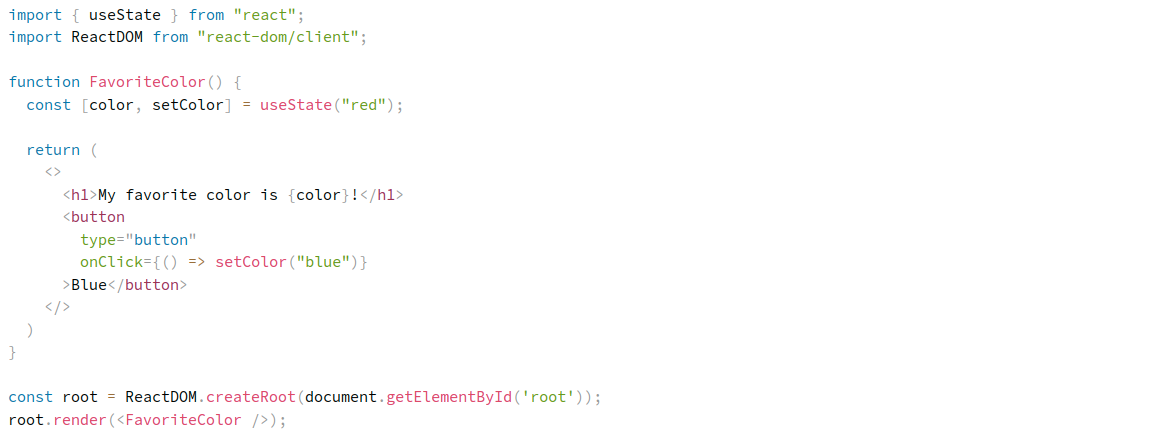 import { useState } from "react";
import ReactDOM from "react-dom/client";

function FavoriteColor() {
  const [color, setColor] = useState("red");

  return (
    <>
      <h1>My favorite color is {color}!</h1>
      <button
        type="button"
        onClick={() => setColor("blue")}
      >Blue</button>
    </>
  )
}

const root = ReactDOM.createRoot(document.getElementById('root'));
root.render(<FavoriteColor />);